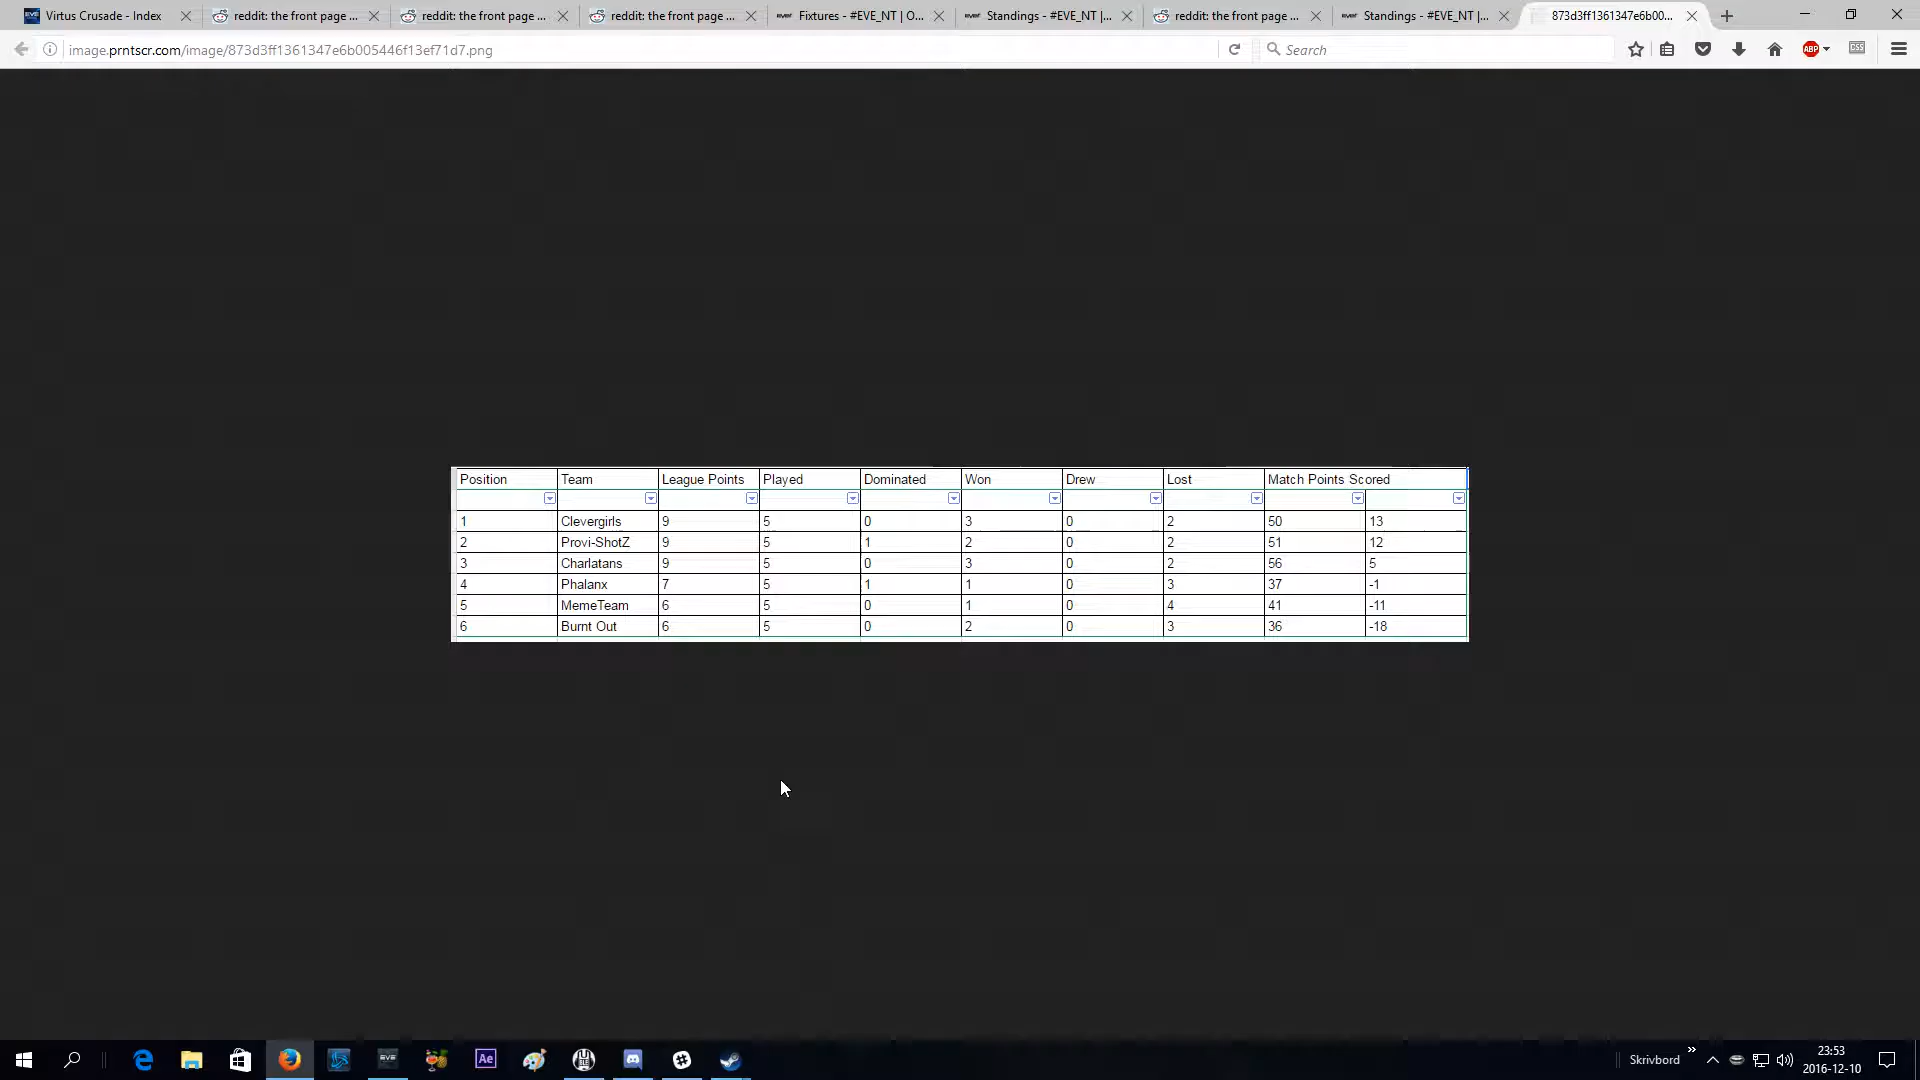 Virtus Crusade - Index
reddit: the front page ...
reddit: the front page ...
reddit: the front page ...
Fixtures - #EVE_NT | O...
Standings - #EVE_NT |...
reddit: the front page ...
Standings - #EVE_NT |...
873d3ff1361347e6b00...
image.prntscr.com/image/873d3ff1361347e6b005446f13ef71d7.png
Search
ABP
CSS
Position Team League Points Played Dominated Won Drew Lost Match Points Scored
1 Clevergirls 9 5 0 3 0 2 50 13
2 Provi-ShotZ 9 5 1 2 0 2 51 12
3 Charlatans 9 5 0 3 0 2 56 5
4 Phalanx 7 5 1 1 0 3 37 -1
5 MemeTeam 6 5 0 1 0 4 41 -11
6 Burnt Out 6 5 0 2 0 3 36 -18
EVE
Ae
Skrivbord
23:53
2016-12-10